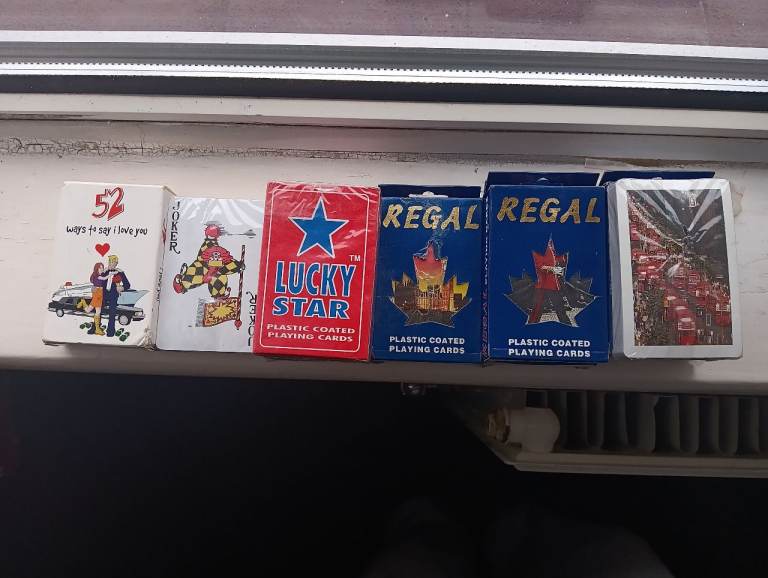 52
ways to say i love you
JOKER
JOKER
LUCKY
STAR
TM
PLASTIC COATED
PLAYING CARDS
REGAL
PLASTIC COATED
PLAYING CARDS
REGAL
PLASTIC COATED
PLAYING CARDS